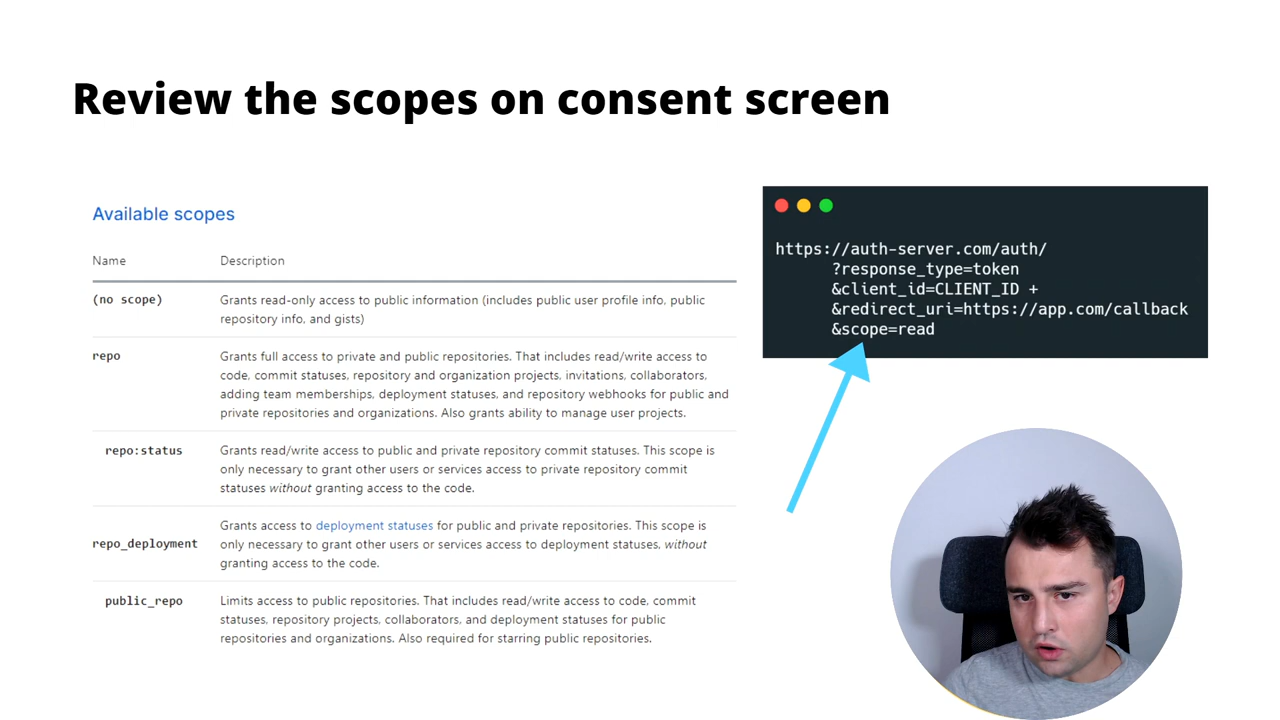 Review the scopes on consent screen
Available scopes
Name Description
(no scope) Grants read-only access to public information (includes public user profile info, public
repository info, and gists)
repo Grants full access to private and public repositories. That includes read/write access to
code, commit statuses, repository and organization projects, invitations, collaborators,
adding team memberships, deployment statuses, and repository webhooks for public and
private repositories and organizations. Also grants ability to manage user projects.
repo:status Grants read/write access to public and private repository commit statuses. This scope is
only necessary to grant other users or services access to private repository commit
statuses without granting access to the code.
Grants access to deployment statuses for public and private repositories. This scope is
repo_deployment only necessary to grant other users or services access to deployment statuses, without
granting access to the code.
public_repo Limits access to public repositories. That includes read/write access to code, commit
statuses, repository projects, collaborators, and deployment statuses for public
repositories and organizations. Also required for starring public repositories.
https://auth-server.com/auth/
?response_type=token
&client_id=CLIENT_ID +
&redirect_uri=https://app.com/callback
&scope=read